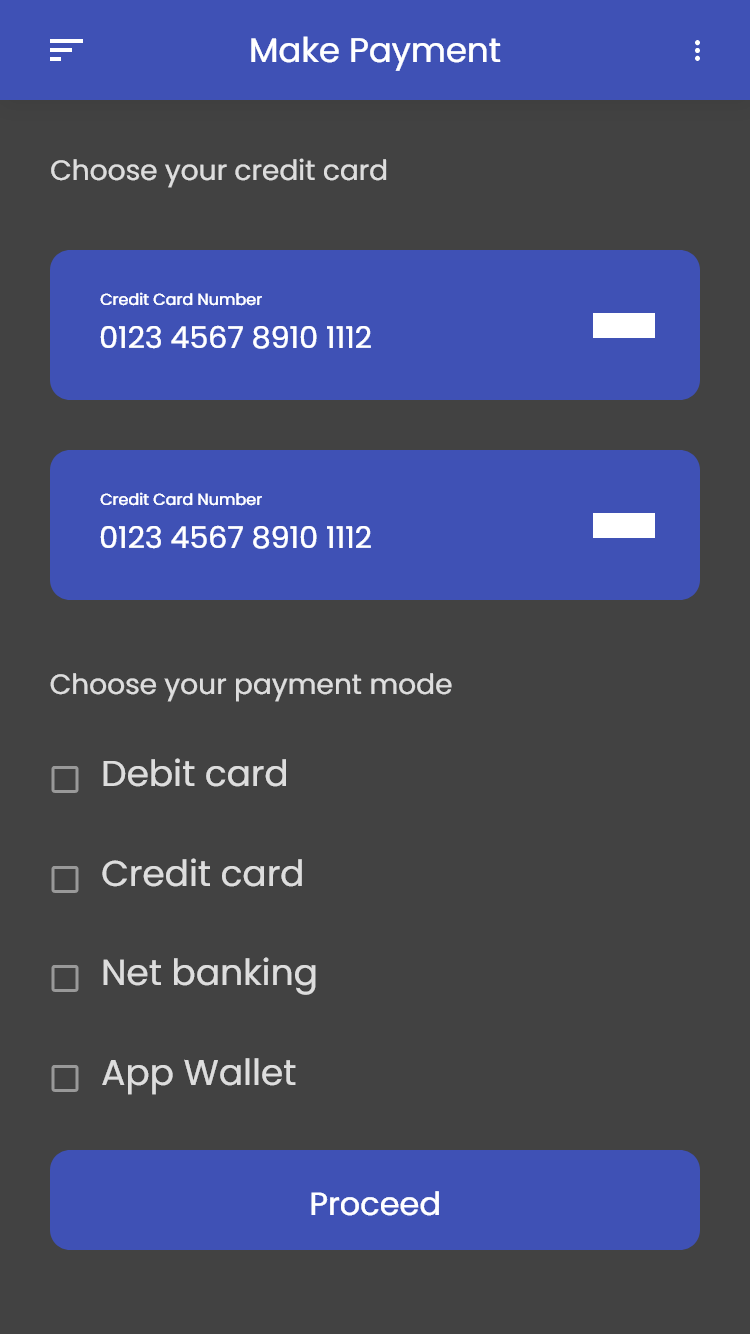 Make Payment
Choose your credit card
Credit Card Number
0123 4567 8910 1112
Credit Card Number
0123 4567 8910 1112
Choose your payment mode
Debit card
Credit card
Net banking
App Wallet
Proceed